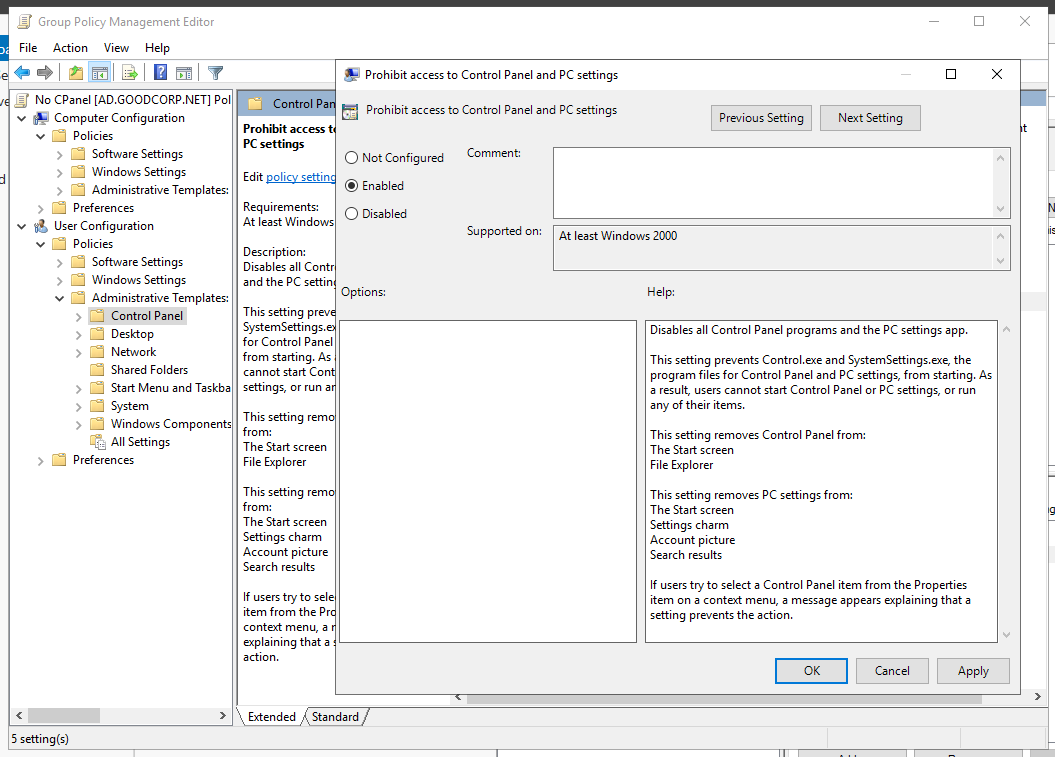 Group Policy Management Editor
File Action View Help
No CPanel [AD.GOODCORP.NET] Pol
Computer Configuration
Policies
Software Settings
Windows Settings
Administrative Templates:
Preferences
User Configuration
Policies
Software Settings
Windows Settings
Administrative Templates:
Control Panel
Desktop
Network
Shared Folders
Start Menu and Taskba
System
Windows Components
All Settings
Preferences
Control Pan
Prohibit access to
PC settings
Edit policy setting
Requirements:
At least Windows
Description:
Disables all Contr
and the PC setting
This setting preve
SystemSettings.ex
for Control Panel
from starting. As a
cannot start Cont
settings, or run an
This setting remo
from:
The Start screen
File Explorer
This setting remo
from:
The Start screen
Settings charm
Account picture
Search results
If users try to sele
item from the Pro
context menu, a m
explaining that a s
action.
Extended Standard
5 setting(s)
Prohibit access to Control Panel and PC settings
Prohibit access to Control Panel and PC settings
Previous Setting Next Setting
Not Configured
Enabled
Disabled
Comment:
Supported on:
At least Windows 2000
Options:
Help:
Disables all Control Panel programs and the PC settings app.
This setting prevents Control.exe and SystemSettings.exe, the
program files for Control Panel and PC settings, from starting. As
a result, users cannot start Control Panel or PC settings, or run
any of their items.
This setting removes Control Panel from:
The Start screen
File Explorer
This setting removes PC settings from:
The Start screen
Settings charm
Account picture
Search results
If users try to select a Control Panel item from the Properties
item on a context menu, a message appears explaining that a
setting prevents the action.
OK Cancel Apply